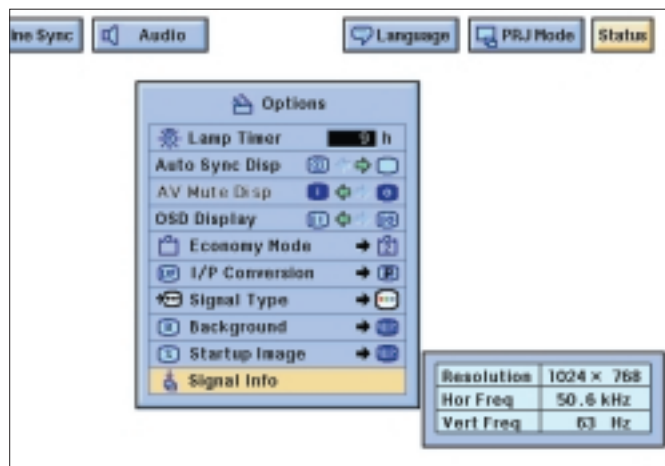 ine Sync Audio Language PRJ Mode Status
Options
Lamp Timer 9 h
Auto Sync Disp
AV Mute Disp
OSD Display
Economy Mode
I/P Conversion
Signal Type
Background
Startup Image
Signal Info
Resolution 1024 × 768
Hor Freq 50.6 kHz
Vert Freq 63 Hz